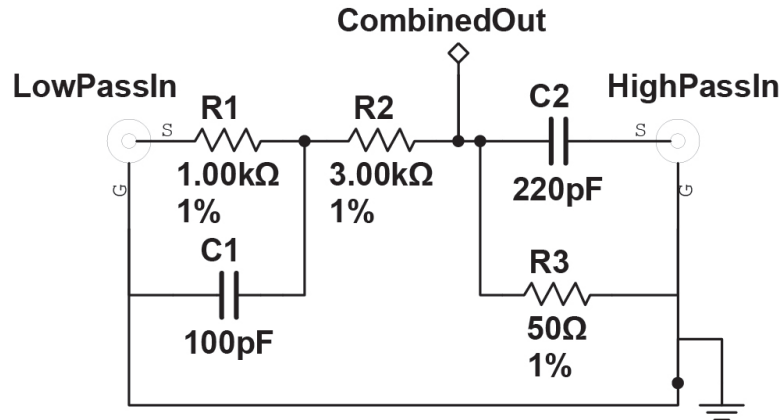 CombinedOut
LowPassIn
HighPassIn
R1
R2
C2
S
S
1.00kΩ
3.00kΩ
220pF
G
G
1%
1%
C1
R3
100pF
50Ω
1%